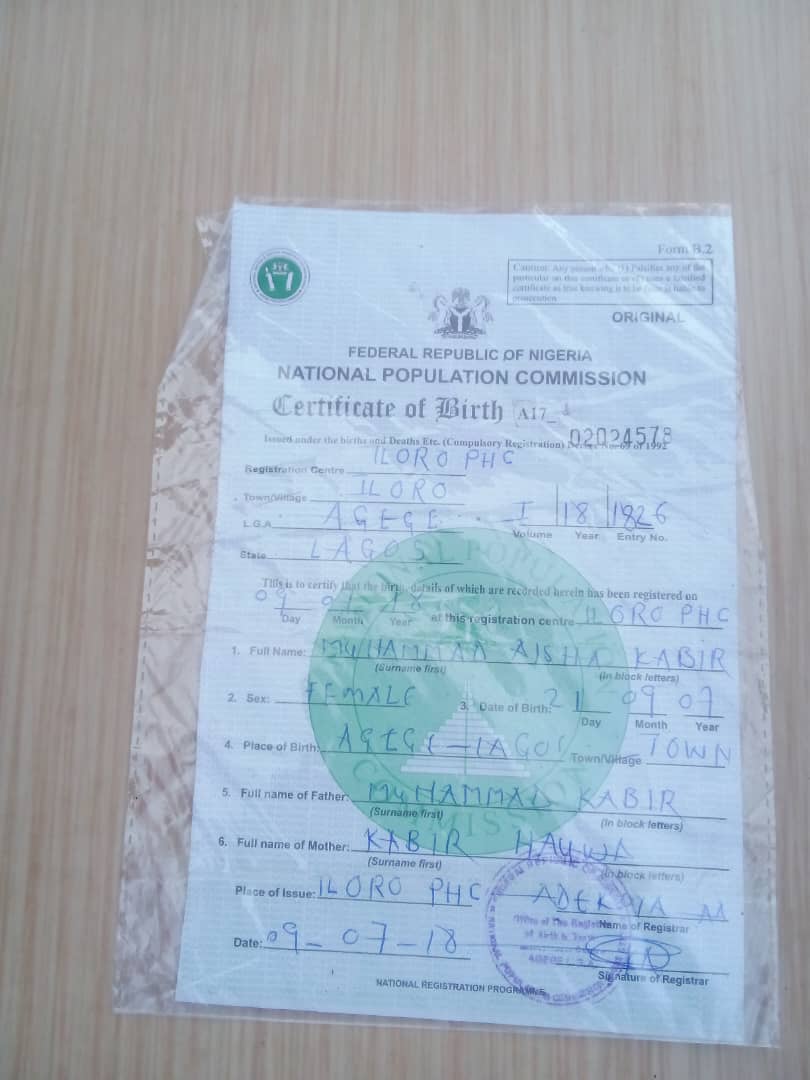 Form B.2
Caution: Any person who (1) Falsifies any of the
particular on this certificate or (2) uses a falsified
certificate as true knowing it to be false is liable to
prosecution
ORIGINAL
FEDERAL REPUBLIC OF NIGERIA
NATIONAL POPULATION COMMISSION
Certificate of Birth A17_
Issued under the births and Deaths Etc. (Compulsory Registration) No 69 of 1992
02024578
Registration Centre ILORO PHC
Town/Village ILORO
L.G.A. AGEGE I 18 1826
Volume Year Entry No.
State LAGOS
This is to certify that the birth, details of which are recorded herein has been registered on
09 18 at this registration centre ILORO PHC
Day Month Year
1. Full Name: MUHAMMAD AISHA KABIR
(Surname first) (In block letters)
2. Sex: FEMALE 3. Date of Birth: 21 09 07
Day Month Year
4. Place of Birth: AGEGE - LAGOS Town/Village TOWN
5. Full name of Father: MUHAMMAD KABIR
(Surname first) (In block letters)
6. Full name of Mother: KABIR HAUWA
(Surname first) (In block letters)
Place of Issue: ILORO PHC
Name of Registrar
Date: 09-07-18
Signature of Registrar
NATIONAL REGISTRATION PROGRAMME